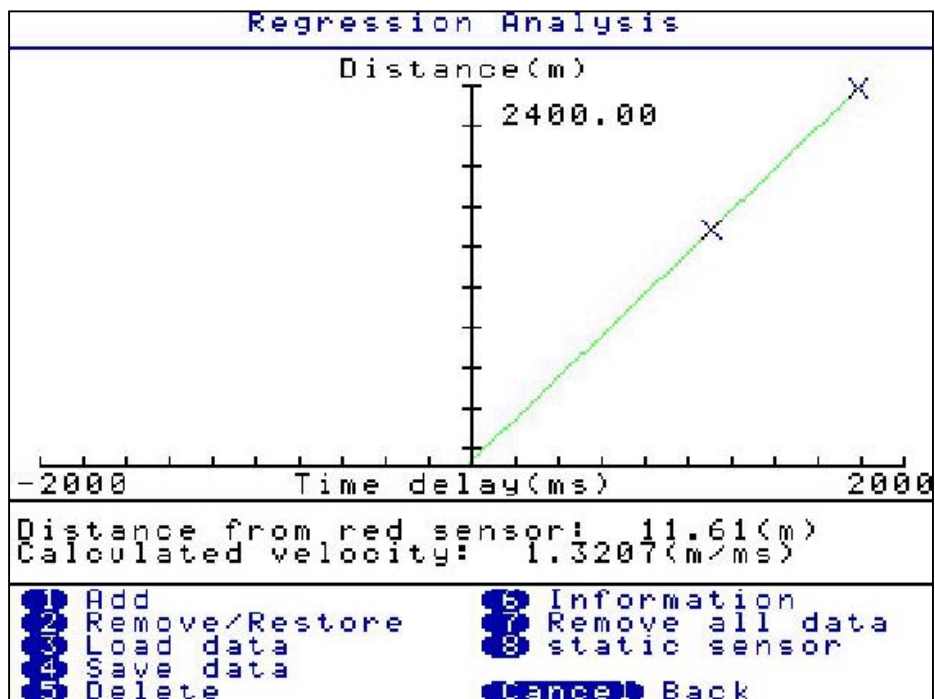 Regression Analysis
Distance(m)
2400.00
-2000 Time delay(ms) 2000
Distance from red sensor: 11.61(m)
Calculated velocity: 1.3207(m/ms)
1 Add
2 Remove/Restore
3 Load data
4 Save data
5 Delete
6 Information
7 Remove all data
8 static sensor
Cancel Back